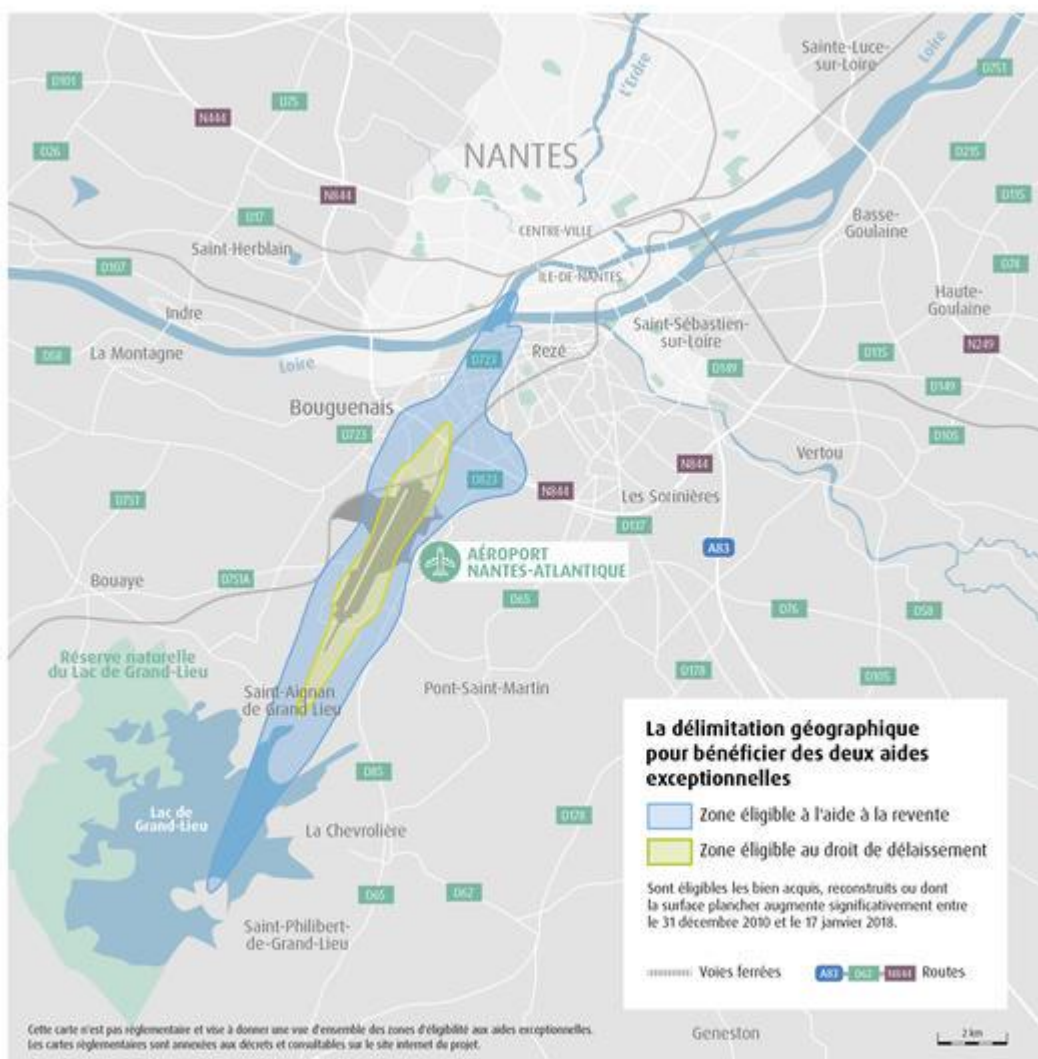 Sainte-Luce-
sur-Loire
Loire
D751
l'Erdre
D101
D75
N444
NANTES
D26
D215
N844
D115
D17
CENTRE-VILLE
Basse-
Goulaine
Saint-Herblain
D107
ÎLE-DE-NANTES
D74
Haute-
Goulaine
Indre
Saint-Sébastien-
sur-Loire
La Montagne
Loire
Rezé
D115
N249
D723
D149
D149
Bouguenais
D723
D105
Vertou
N844
D823
N844
D751
Les Sorinières
D137
A83
AÉROPORT
NANTES-ATLANTIQUE
Bouaye
D751A
D65
D76
D58
Réserve naturelle
du Lac de Grand-Lieu
D178
D105
Saint-Aignan
de Grand Lieu
Pont-Saint-Martin
La délimitation géographique
pour bénéficier des deux aides
exceptionnelles
Zone éligible à l'aide à la revente
Zone éligible au droit de délaissement
Sont éligibles les bien acquis, reconstruits ou dont
la surface plancher augmente significativement entre
le 31 décembre 2010 et le 17 janvier 2018.
Voies ferrées
A83
D62
N844
Routes
D85
Lac de
Grand-Lieu
La Chevrolière
D178
D65
D62
Saint-Philibert-
de-Grand-Lieu
Cette carte n'est pas réglementaire et vise à donner une vue d'ensemble des zones d'éligibilité aux aides exceptionnelles.
Les cartes réglementaires sont annexées aux décrets et consultables sur le site internet du projet.
Geneston
2 km